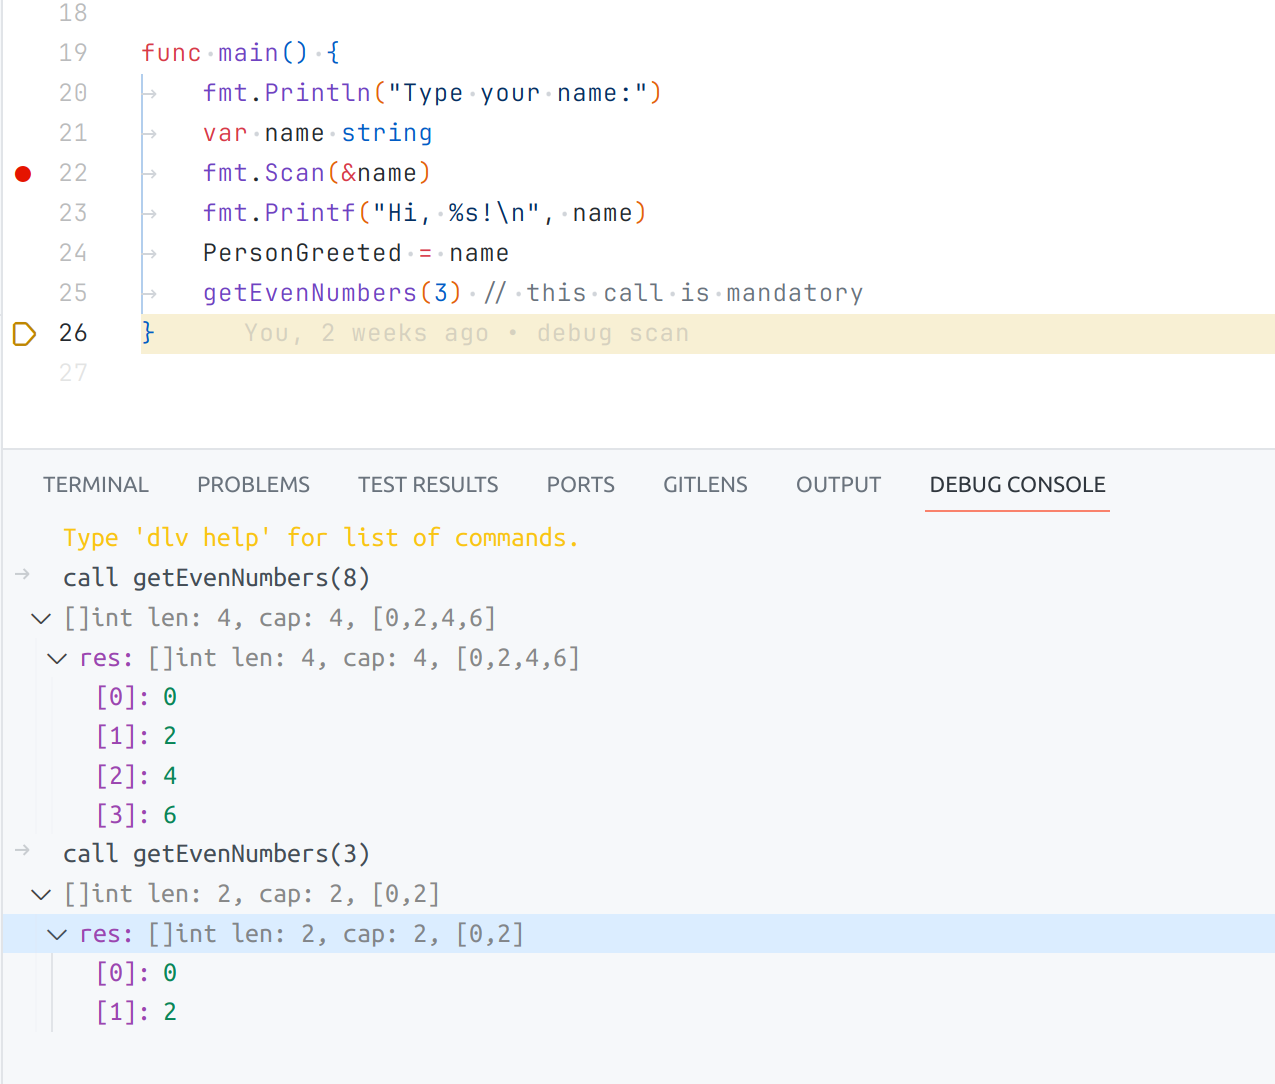 18
19 func main() {
20 fmt.Println("Type your name:")
21 var name string
22 fmt.Scan(&name)
23 fmt.Printf("Hi, %s!\n", name)
24 PersonGreeted = name
25 getEvenNumbers(3) // this call is mandatory
26 } You, 2 weeks ago • debug scan
27
TERMINAL PROBLEMS TEST RESULTS PORTS GITLENS OUTPUT DEBUG CONSOLE
Type 'dlv help' for list of commands.
call getEvenNumbers(8)
[]int len: 4, cap: 4, [0,2,4,6]
res: []int len: 4, cap: 4, [0,2,4,6]
[0]: 0
[1]: 2
[2]: 4
[3]: 6
call getEvenNumbers(3)
[]int len: 2, cap: 2, [0,2]
res: []int len: 2, cap: 2, [0,2]
[0]: 0
[1]: 2